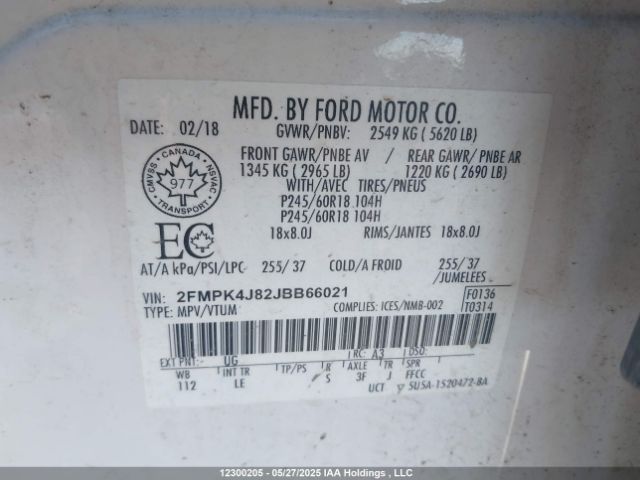 MFD. BY FORD MOTOR CO.
DATE: 02/18
GVWR/PNBV: 2549 KG ( 5620 LB)
FRONT GAWR/PNBE AV / REAR GAWR/ PNBE AR
1345 KG ( 2965 LB) 1220 KG ( 2690 LB)
WITH/AVEC TIRES/PNEUS
P245/60R18 104H
P245/60R18 104H
18x8.0J RIMS/JANTES 18x8.0J
CMVSS CANADA NSVAC
977
TRANSPORT
EC
AT/A kPa/PSI/LPC 255/ 37 COLD/A FROID 255/ 37
/JUMELEES
VIN: 2FMPK4J82JBB66021
F0136
TYPE: MPV/VTUM COMPLIES: ICES/NMB-002
T0314
EXT PNT: UG RC: A3 DSO:
WB INT TR TP/PS R AXLE TR SPR
112 LE S 3F J FFCC
UCT SU5A-1520472-BA
12300205 - 05/27/2025 IAA Holdings , LLC